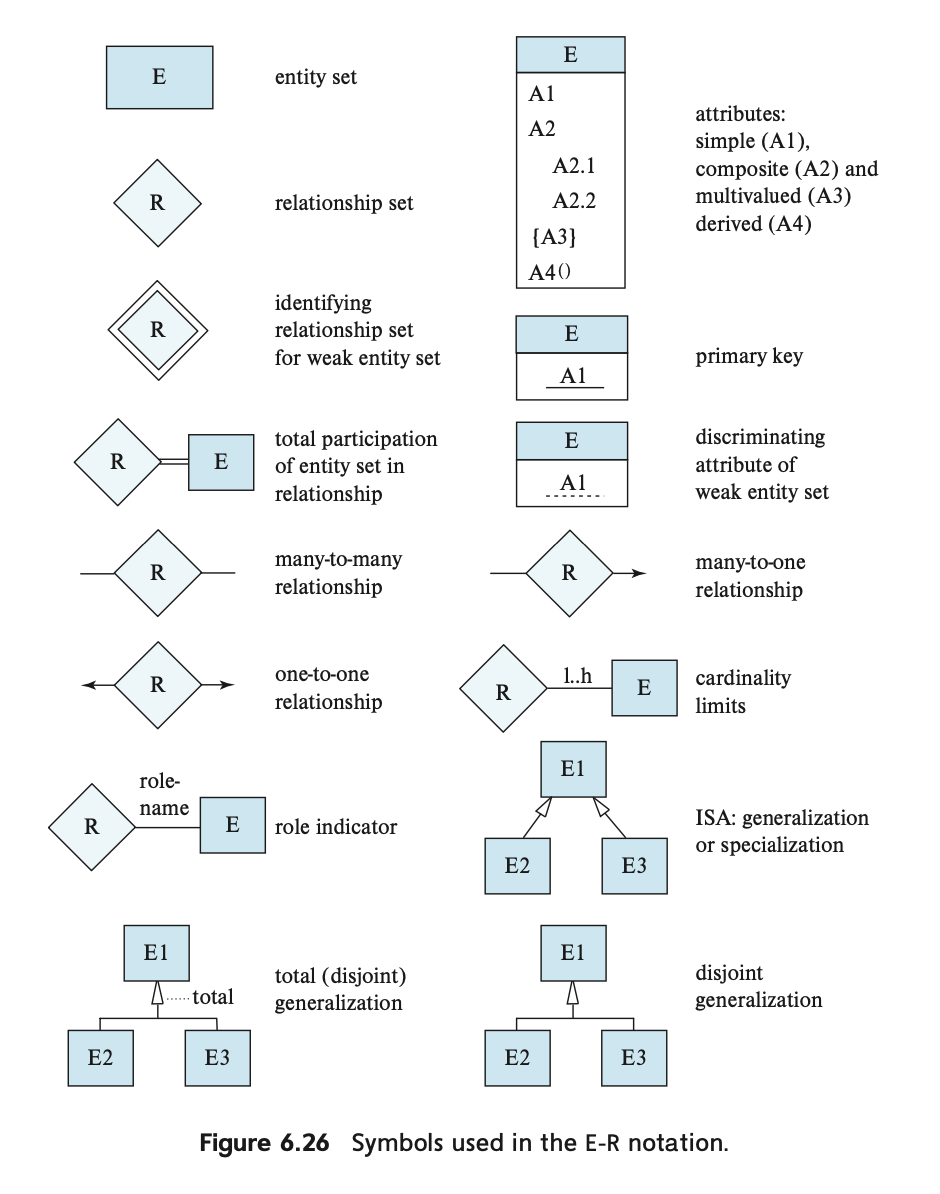 E
entity set
R
relationship set
R
identifying
relationship set
for weak entity set
R
E
total participation
of entity set in
relationship
R
many-to-many
relationship
R
one-to-one
relationship
role-
name
R
E
role indicator
E1
total
E2
E3
total (disjoint)
generalization
E
A1
A2
A2.1
A2.2
{A3}
A4()
attributes:
simple (A1),
composite (A2) and
multivalued (A3)
derived (A4)
E
A1
primary key
E
A1
discriminating
attribute of
weak entity set
R
many-to-one
relationship
R
l..h
E
cardinality
limits
E1
E2
E3
ISA: generalization
or specialization
E1
E2
E3
disjoint
generalization
Figure 6.26 Symbols used in the E-R notation.